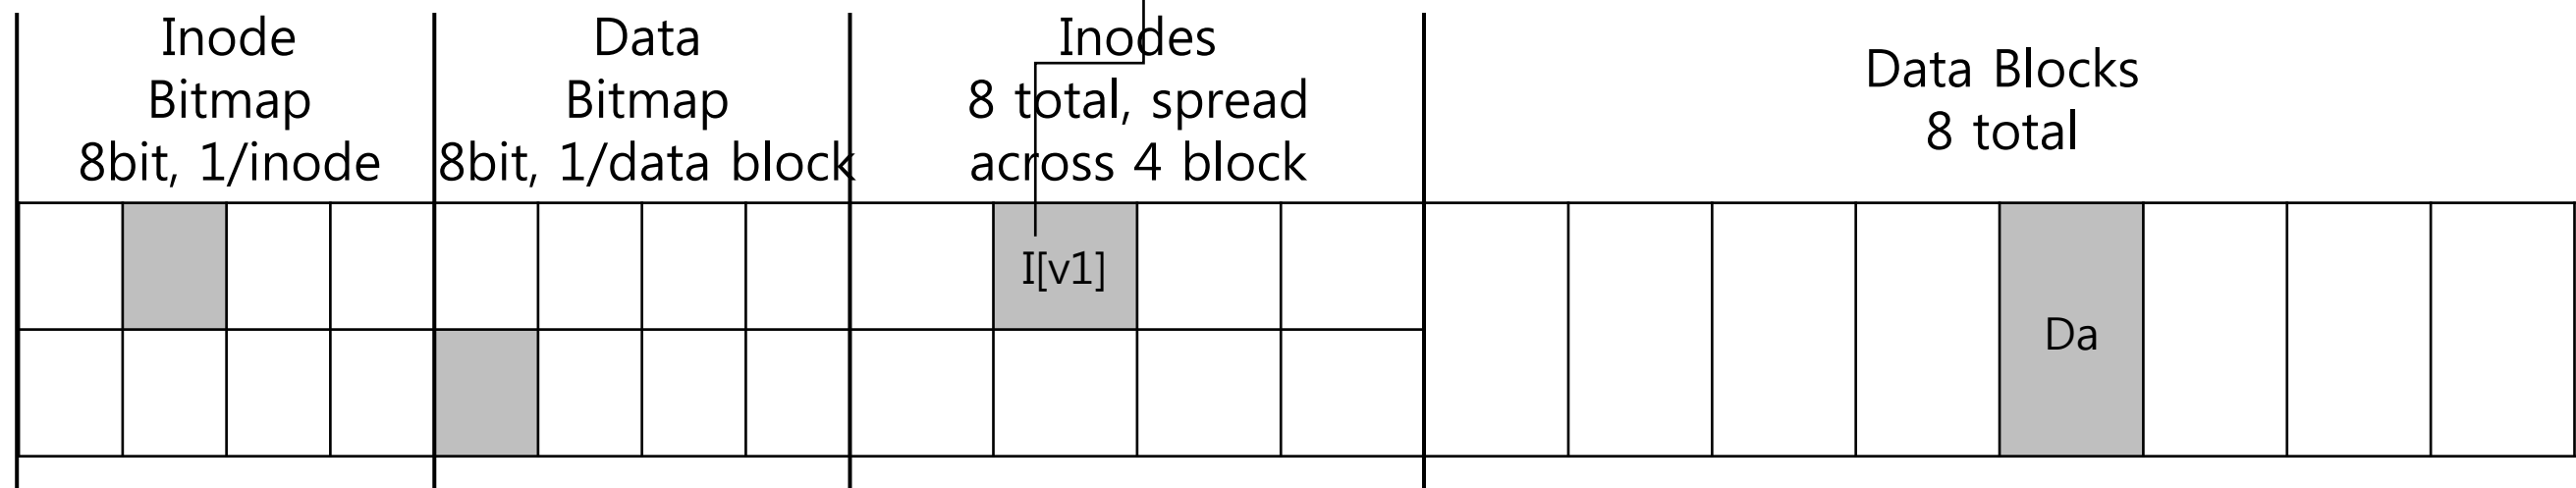 Inode
Bitmap
8bit, 1/inode
Data
Bitmap
8bit, 1/data block
Inodes
8 total, spread
across 4 block
Data Blocks
8 total
I[v1]
Da